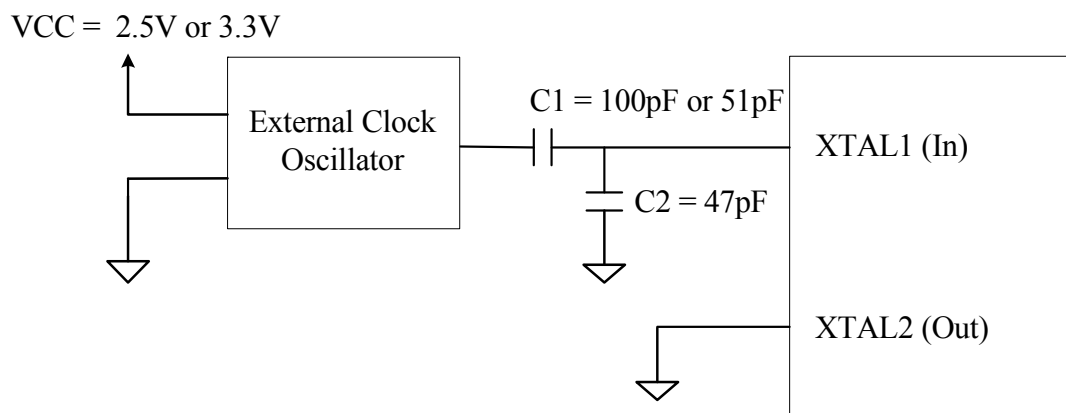 VCC = 2.5V or 3.3V
External Clock
Oscillator
C1 = 100pF or 51pF
C2 = 47pF
XTAL1 (In)
XTAL2 (Out)